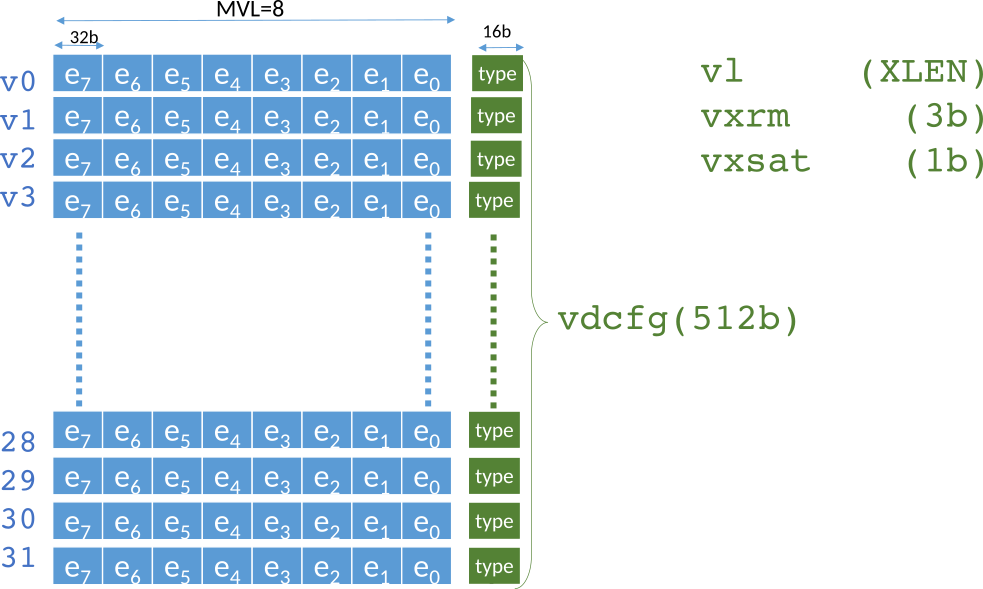 MVL=8
32b
16b
v0 e7 e6 e5 e4 e3 e2 e1 e0 type
v1 e7 e6 e5 e4 e3 e2 e1 e0 type
v2 e7 e6 e5 e4 e3 e2 e1 e0 type
v3 e7 e6 e5 e4 e3 e2 e1 e0 type
vl (XLEN)
vxrm (3b)
vxsat (1b)
vdcfg(512b)
28 e7 e6 e5 e4 e3 e2 e1 e0 type
29 e7 e6 e5 e4 e3 e2 e1 e0 type
30 e7 e6 e5 e4 e3 e2 e1 e0 type
31 e7 e6 e5 e4 e3 e2 e1 e0 type